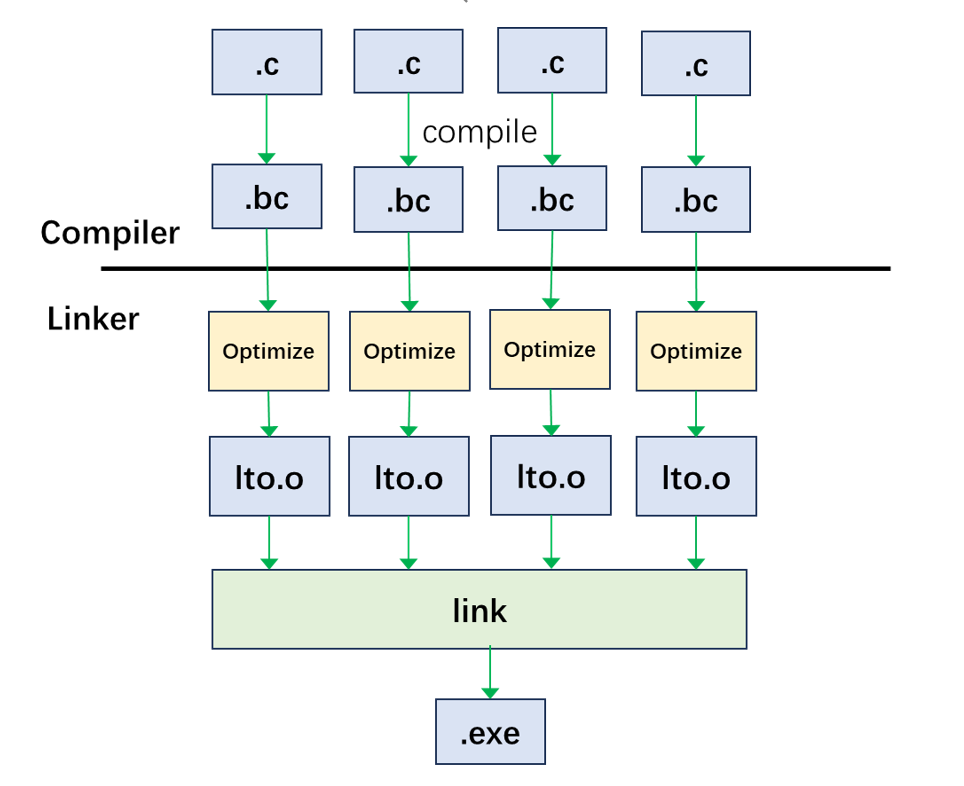 .c
.c
.c
.c
compile
.bc
.bc
.bc
.bc
Compiler
Linker
Optimize
Optimize
Optimize
Optimize
lto.o
lto.o
lto.o
lto.o
link
.exe